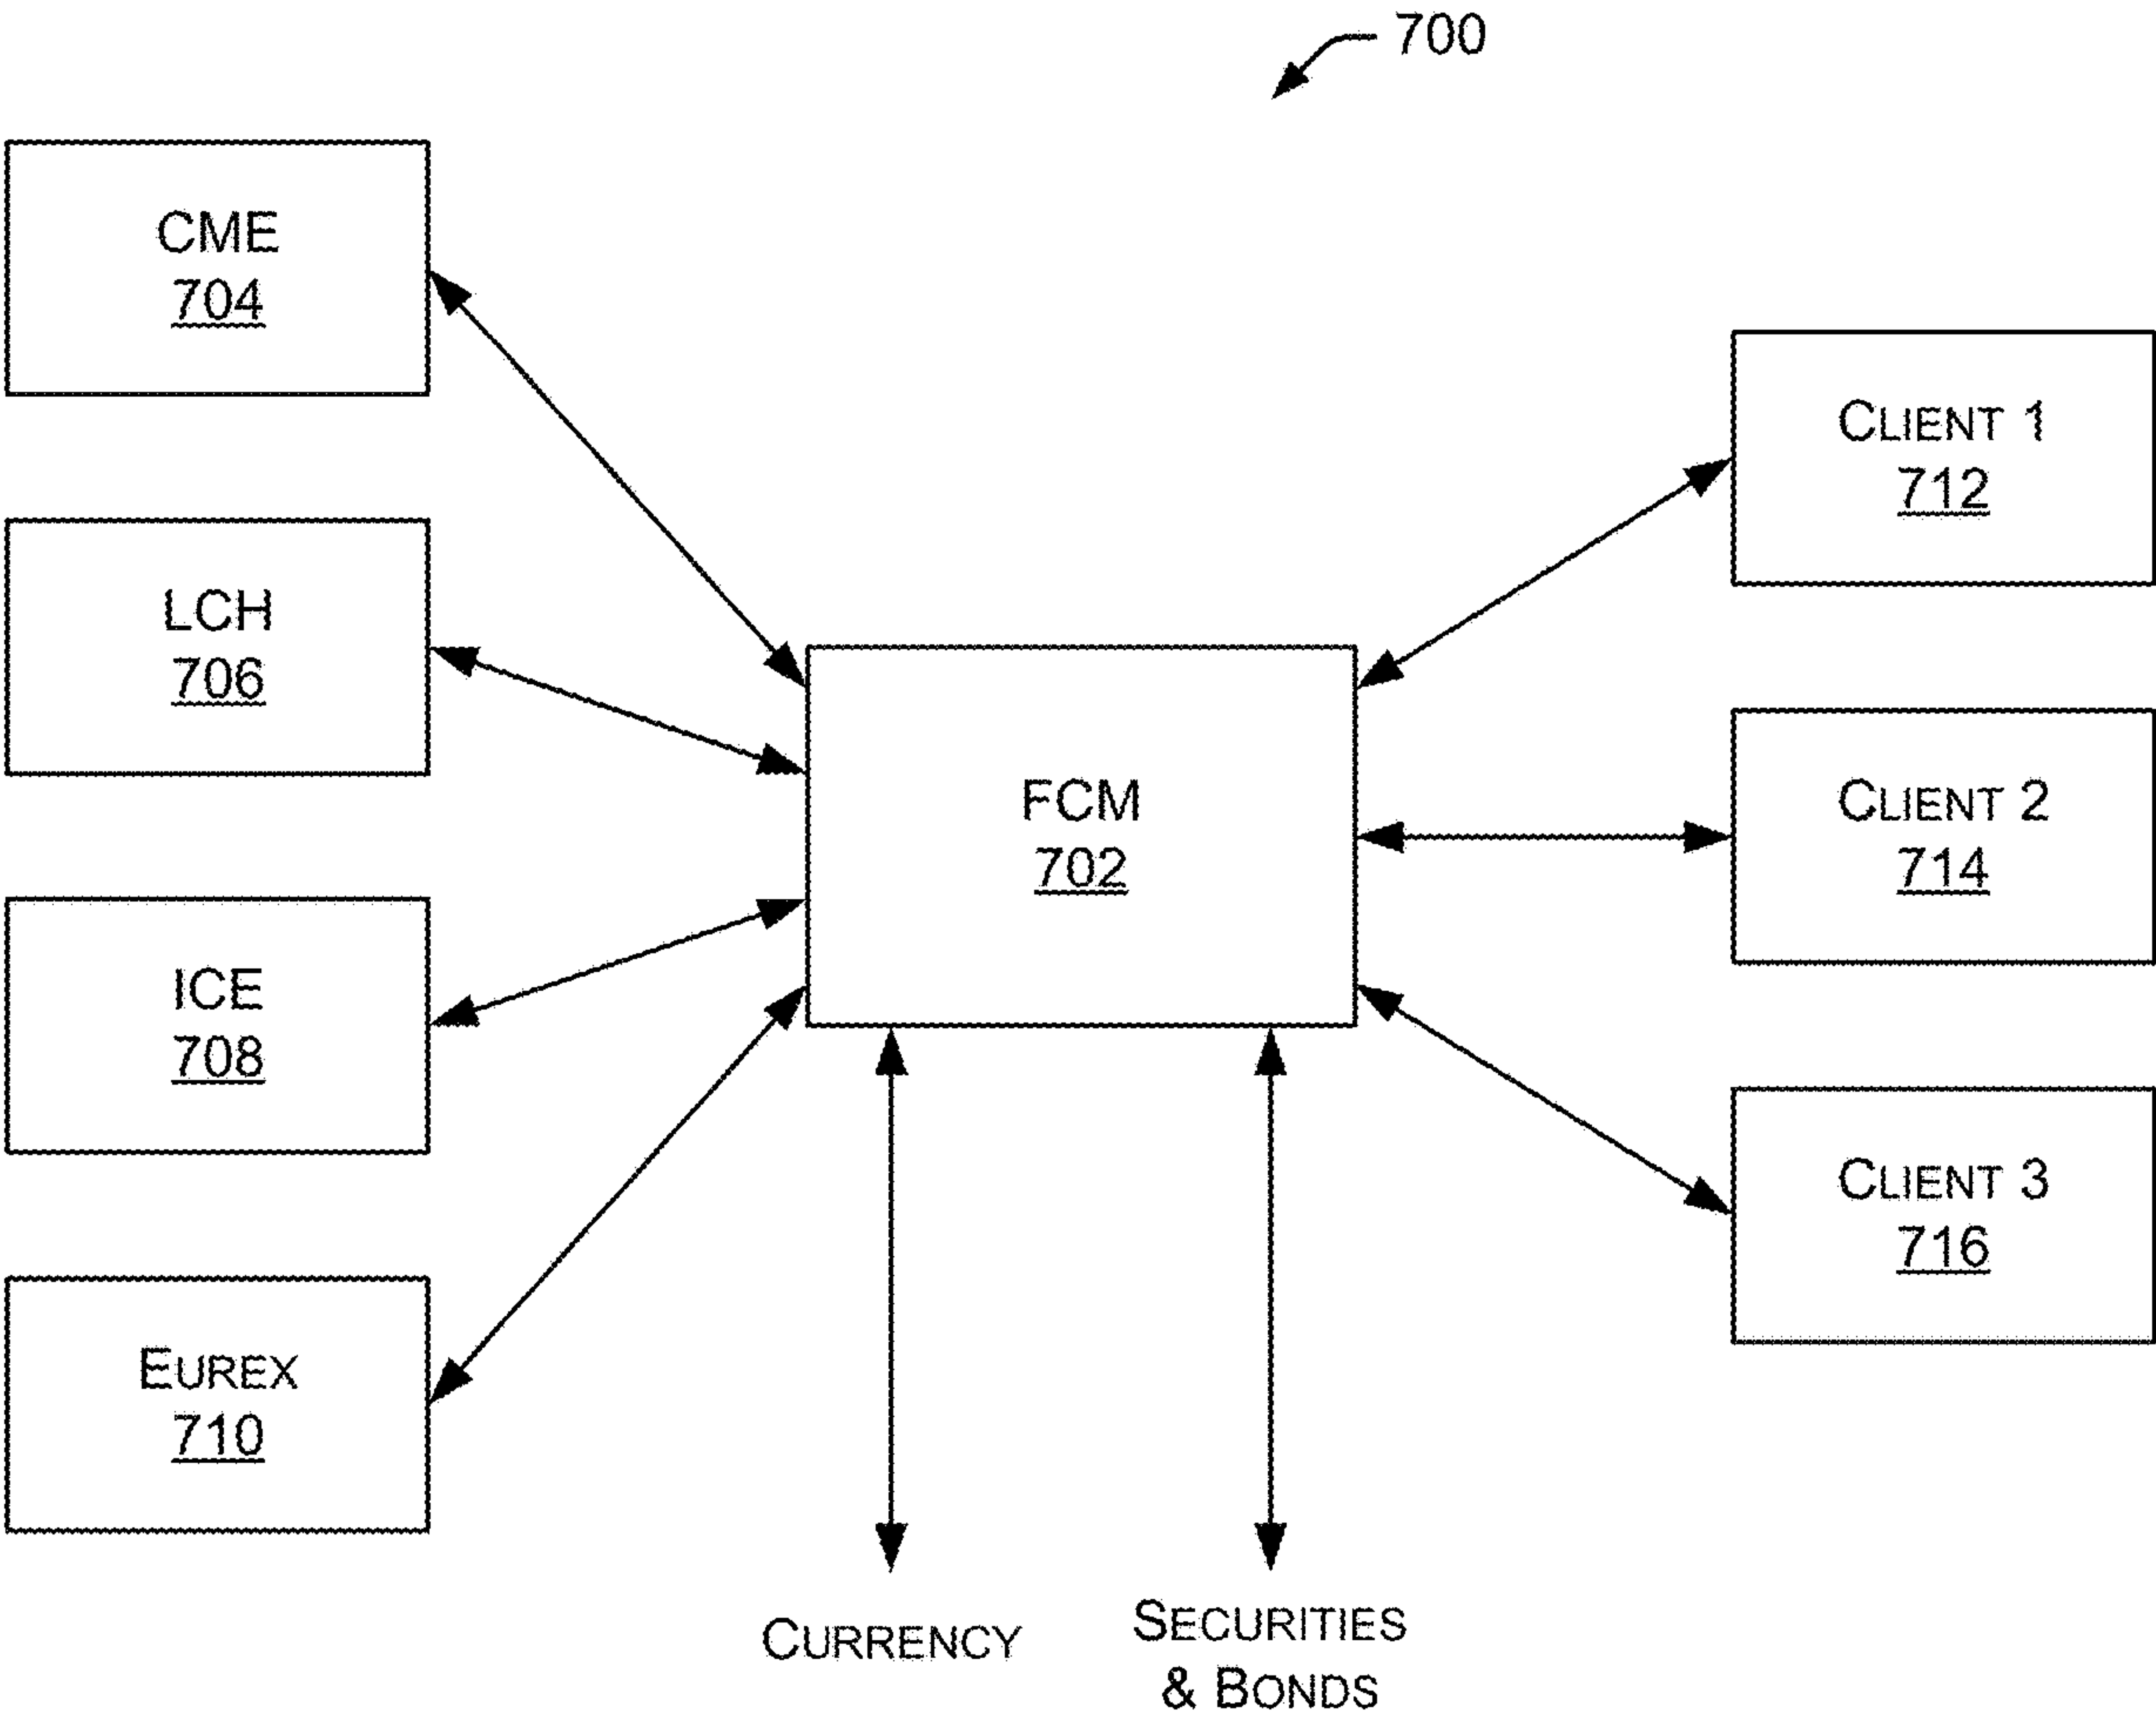 700
CME
704
LCH
706
ICE
708
EUREX
710
FCM
702
CLIENT 1
712
CLIENT 2
714
CLIENT 3
716
CURRENCY
SECURITIES
& BONDS